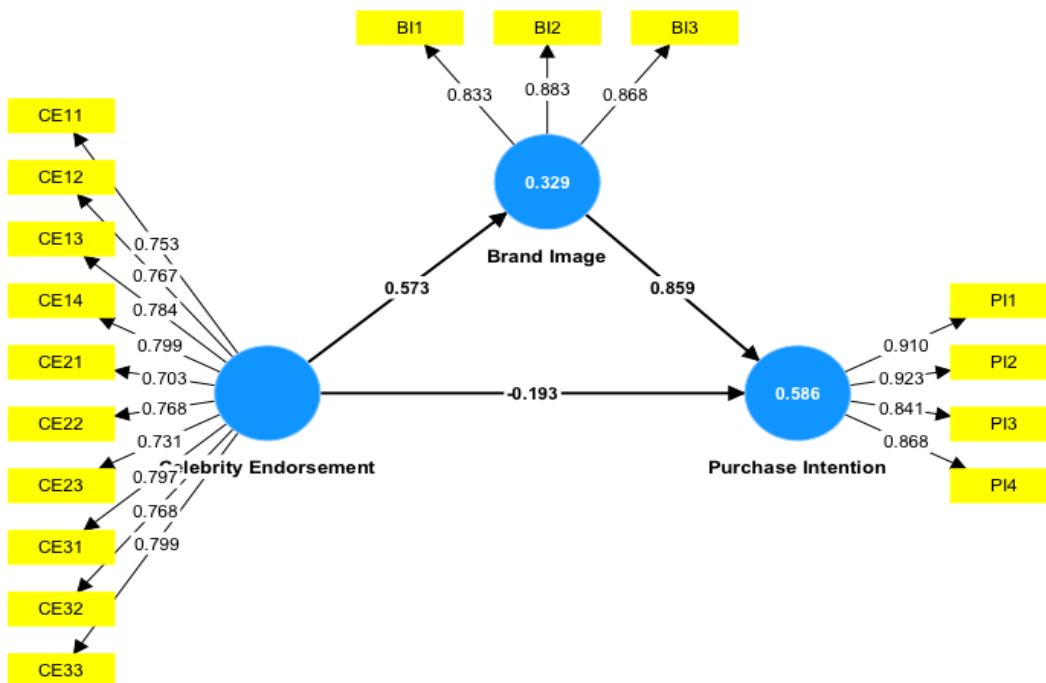 BI1
BI2
BI3
0.833
0.883
0.868
CE11
CE12
CE13
CE14
CE21
CE22
CE23
CE31
CE32
CE33
0.753
0.767
0.784
0.799
0.703
0.768
0.731
0.797
0.768
0.799
0.329
Brand Image
0.573
0.859
-0.193
Celebrity Endorsement
0.586
Purchase Intention
0.910
0.923
0.841
0.868
PI1
PI2
PI3
PI4